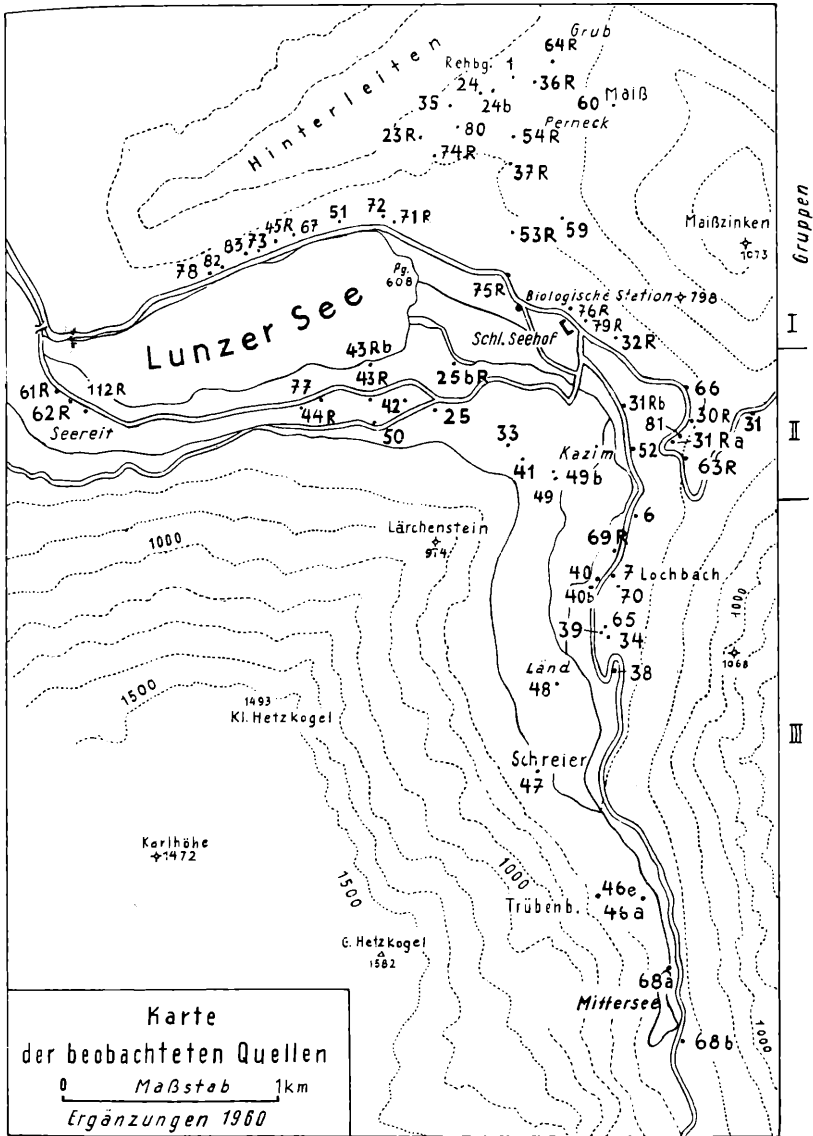 Grub
64R
Rehbg. 1
24
36R
35
24b
60
Maiß
Hinterleiten
80
Perneck
23R
54R
74R
37R
72
51
71R
45R
67
73
83
82
78
53R
59
Maißzinken
1073
Gruppen
Pg.
608
75R
Biologische Station 798
76R
79R
I
Lunzer See
Schl. Seehof
32R
43Rb
25bR
66
61R
112R
77
43R
31Rb
30R
31
62R
44R
42
25
81
II
Seereit
50
33
Kazim
52
31Ra
41
49b
63R
49
6
Lärchenstein
914
1000
69R
40
7 Lochbach
40b
70
65
39
34
1000
1068
Länd
38
48
1500
1493
Kl. Hetzkogel
III
Schreier
47
Karlhöhe
1472
1000
1500
46e
Trübenb.
46a
G. Hetzkogel
1582
68a
Mittersee
68b
1000
Karte
der beobachteten Quellen
0 Maßstab 1km
Ergänzungen 1960